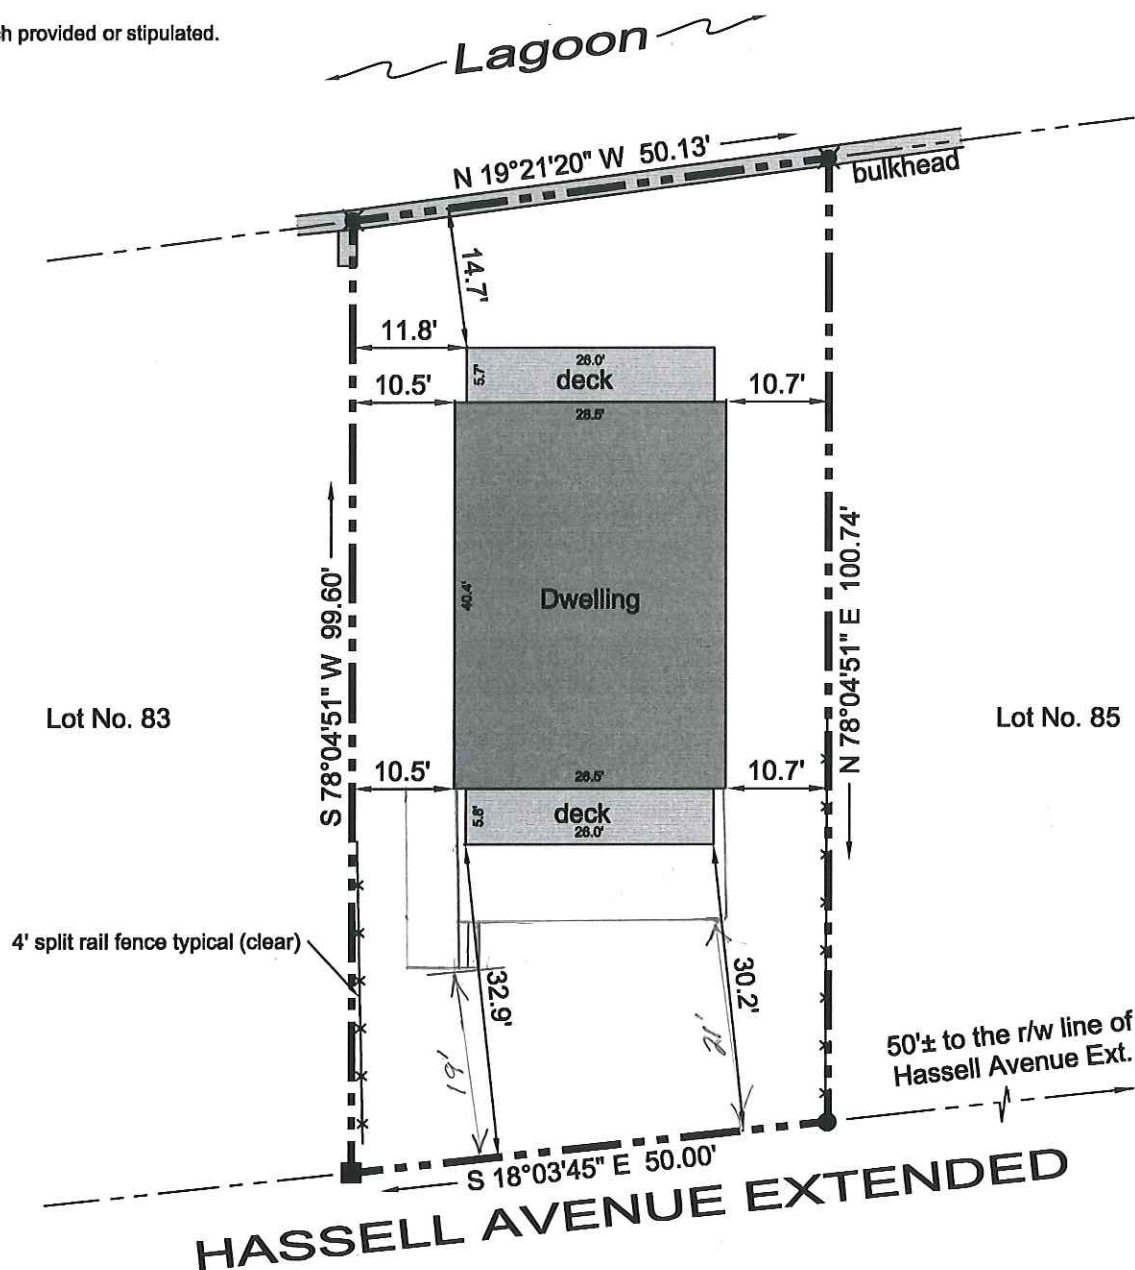 h provided or stipulated.
Lagoon
N 19°21'20" W 50.13'
bulkhead
14.7'
11.8'
26.0'
5.7'
deck
10.5'
10.7'
28.5'
S 78°04'51" W 99.60'
40.4'
Dwelling
N 78°04'51" E 100.74'
Lot No. 83
Lot No. 85
10.5'
28.5'
10.7'
5.8'
deck
26.0'
4' split rail fence typical (clear)
32.9'
30.2'
19'
21'
50'± to the r/w line of
Hassell Avenue Ext.
S 18°03'45" E 50.00'
HASSELL AVENUE EXTENDED